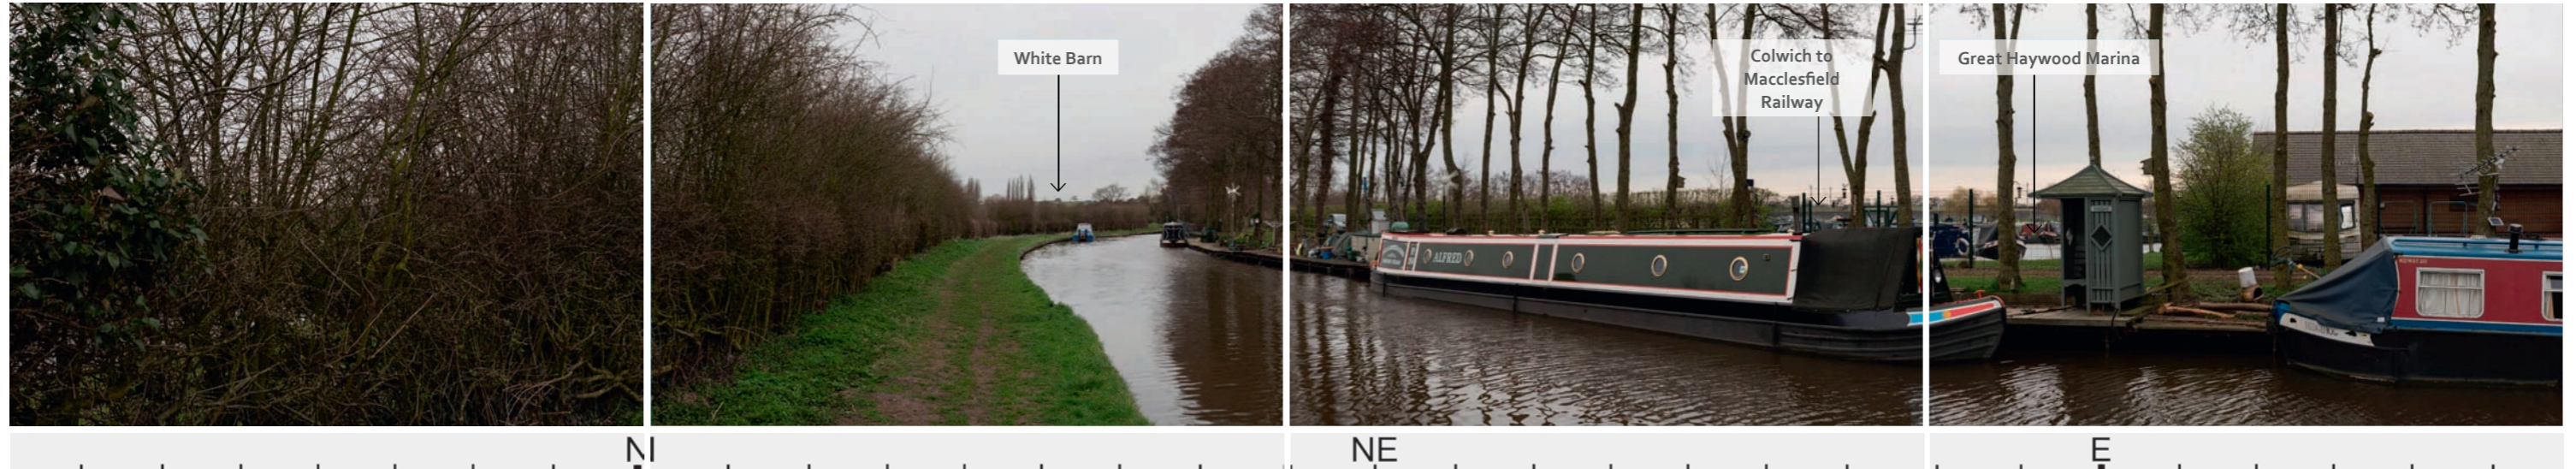 White Barn
Colwich to
Macclesfield
Railway
Great Haywood Marina
ALFRED
N
NE
E